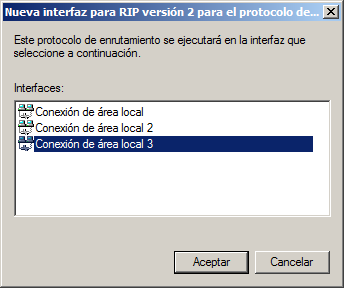 Nueva interfaz para RIP versión 2 para el protocolo de...
Este protocolo de enrutamiento se ejecutará en la interfaz que
seleccione a continuación.
Interfaces:
Conexión de área local
Conexión de área local 2
Conexión de área local 3
Aceptar
Cancelar